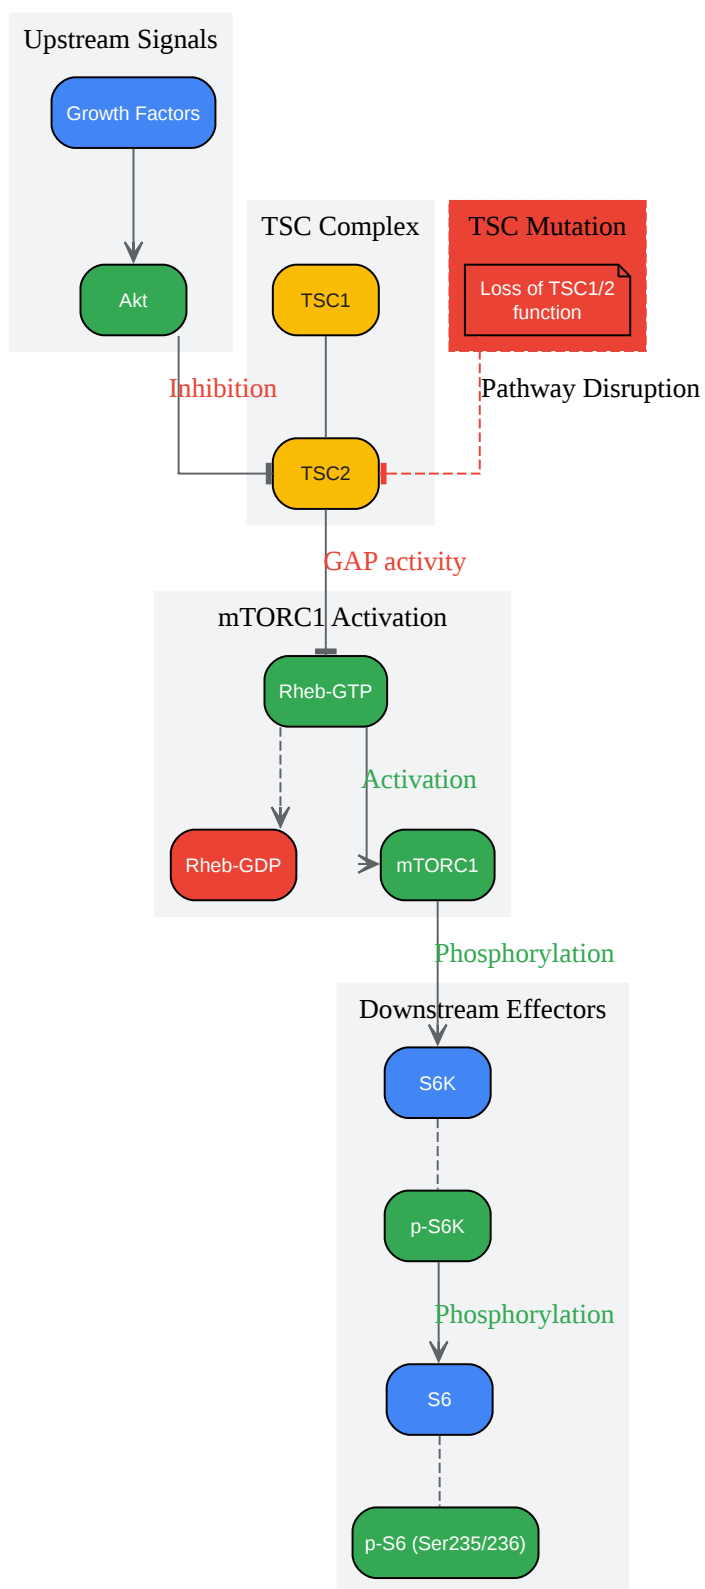 Upstream Signals
Growth Factors
TSC Complex
TSC Mutation
Akt
TSC1
Loss of TSC1/2
function
Inhibition
Pathway Disruption
TSC2
GAP activity
mTORC1 Activation
Rheb-GTP
Activation
Rheb-GDP
mTORC1
Phosphorylation
Downstream Effectors
S6K
p-S6K
Phosphorylation
S6
p-S6 (Ser235/236)